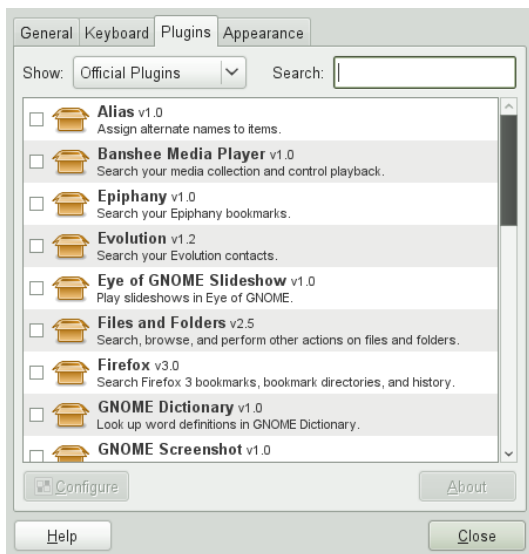 General Keyboard Plugins Appearance
Show: Official Plugins Search:
Alias v1.0
Assign alternate names to items.
Banshee Media Player v1.0
Search your media collection and control playback.
Epiphany v1.0
Search your Epiphany bookmarks.
Evolution v1.2
Search your Evolution contacts.
Eye of GNOME Slideshow v1.0
Play slideshows in Eye of GNOME.
Files and Folders v2.5
Search, browse, and perform other actions on files and folders.
Firefox v3.0
Search Firefox 3 bookmarks, bookmark directories, and history.
GNOME Dictionary v1.0
Look up word definitions in GNOME Dictionary.
GNOME Screenshot v1.0
Configure About
Help Close